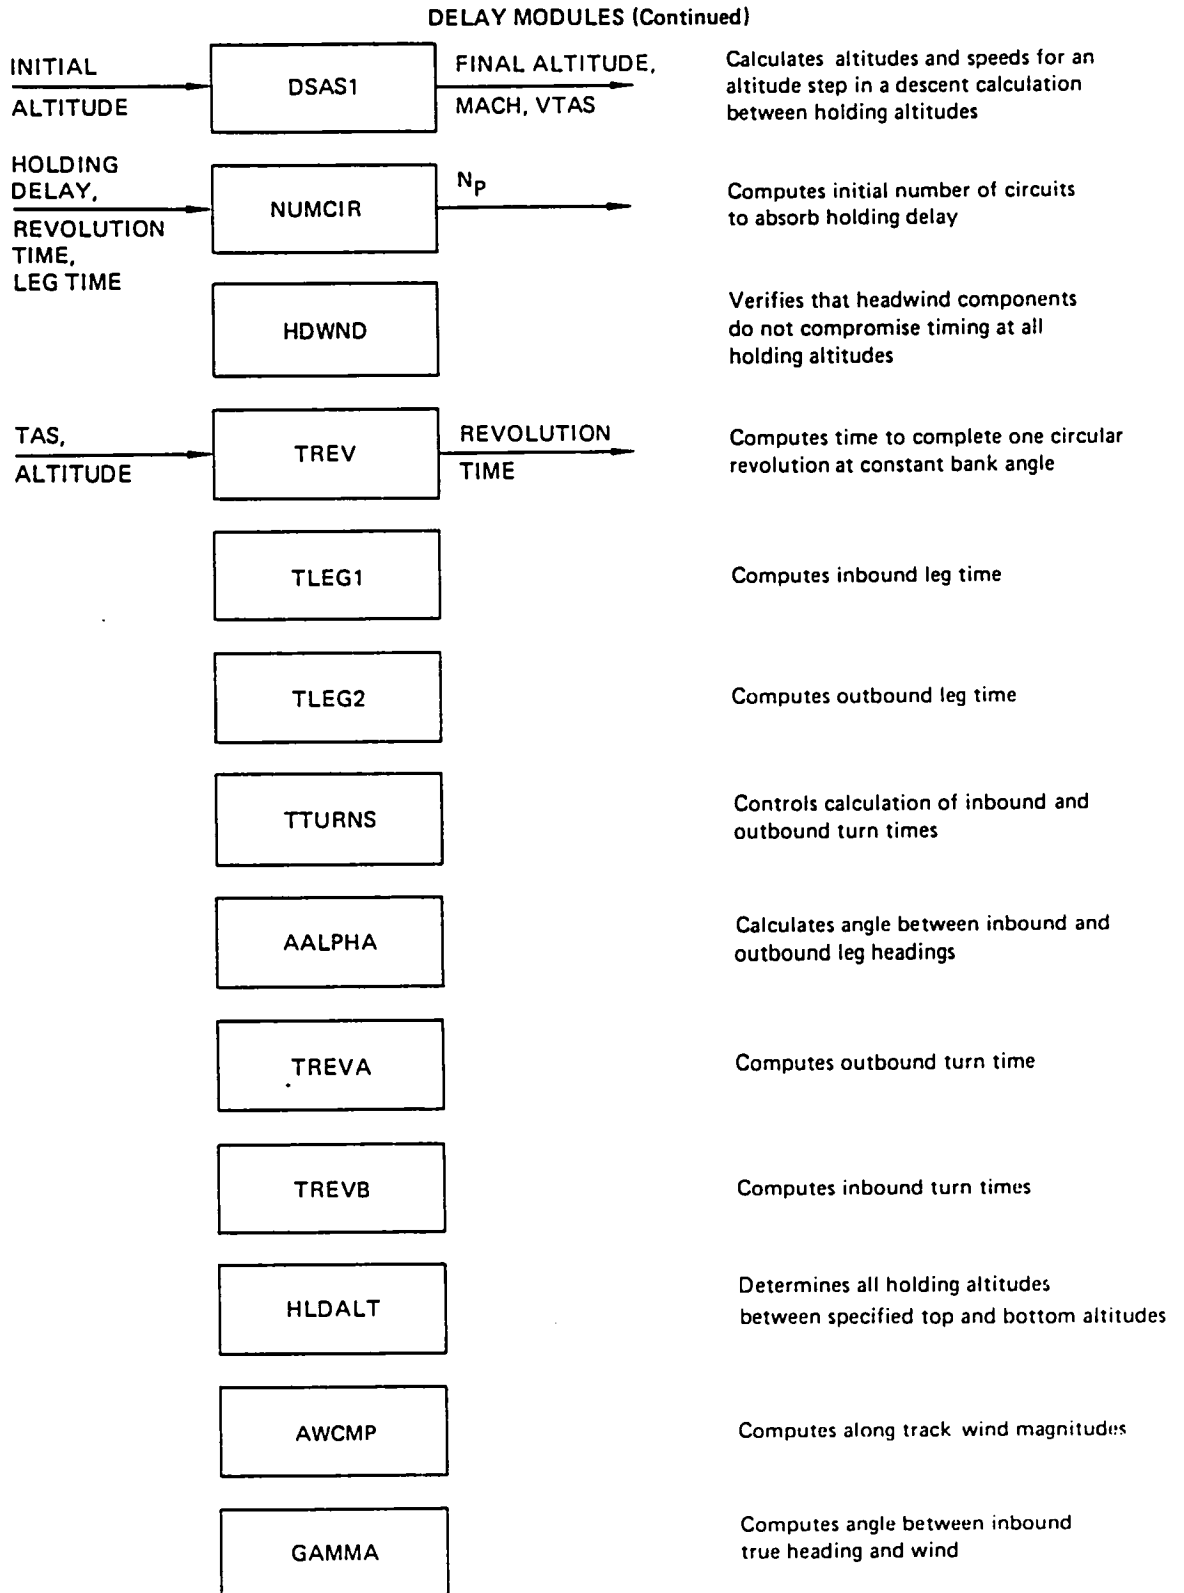 DELAY MODULES (Continued)
INITIAL
ALTITUDE
DSAS1
FINAL ALTITUDE,
MACH, VTAS
Calculates altitudes and speeds for an
altitude step in a descent calculation
between holding altitudes
HOLDING
DELAY,
REVOLUTION
TIME,
LEG TIME
NUMCIR
Np
Computes initial number of circuits
to absorb holding delay
HDWND
Verifies that headwind components
do not compromise timing at all
holding altitudes
TAS,
ALTITUDE
TREV
REVOLUTION
TIME
Computes time to complete one circular
revolution at constant bank angle
TLEG1
Computes inbound leg time
TLEG2
Computes outbound leg time
TTURNS
Controls calculation of inbound and
outbound turn times
AALPHA
Calculates angle between inbound and
outbound leg headings
TREVA
Computes outbound turn time
TREVB
Computes inbound turn times
HLDALT
Determines all holding altitudes
between specified top and bottom altitudes
AWCMP
Computes along track wind magnitudes
GAMMA
Computes angle between inbound
true heading and wind